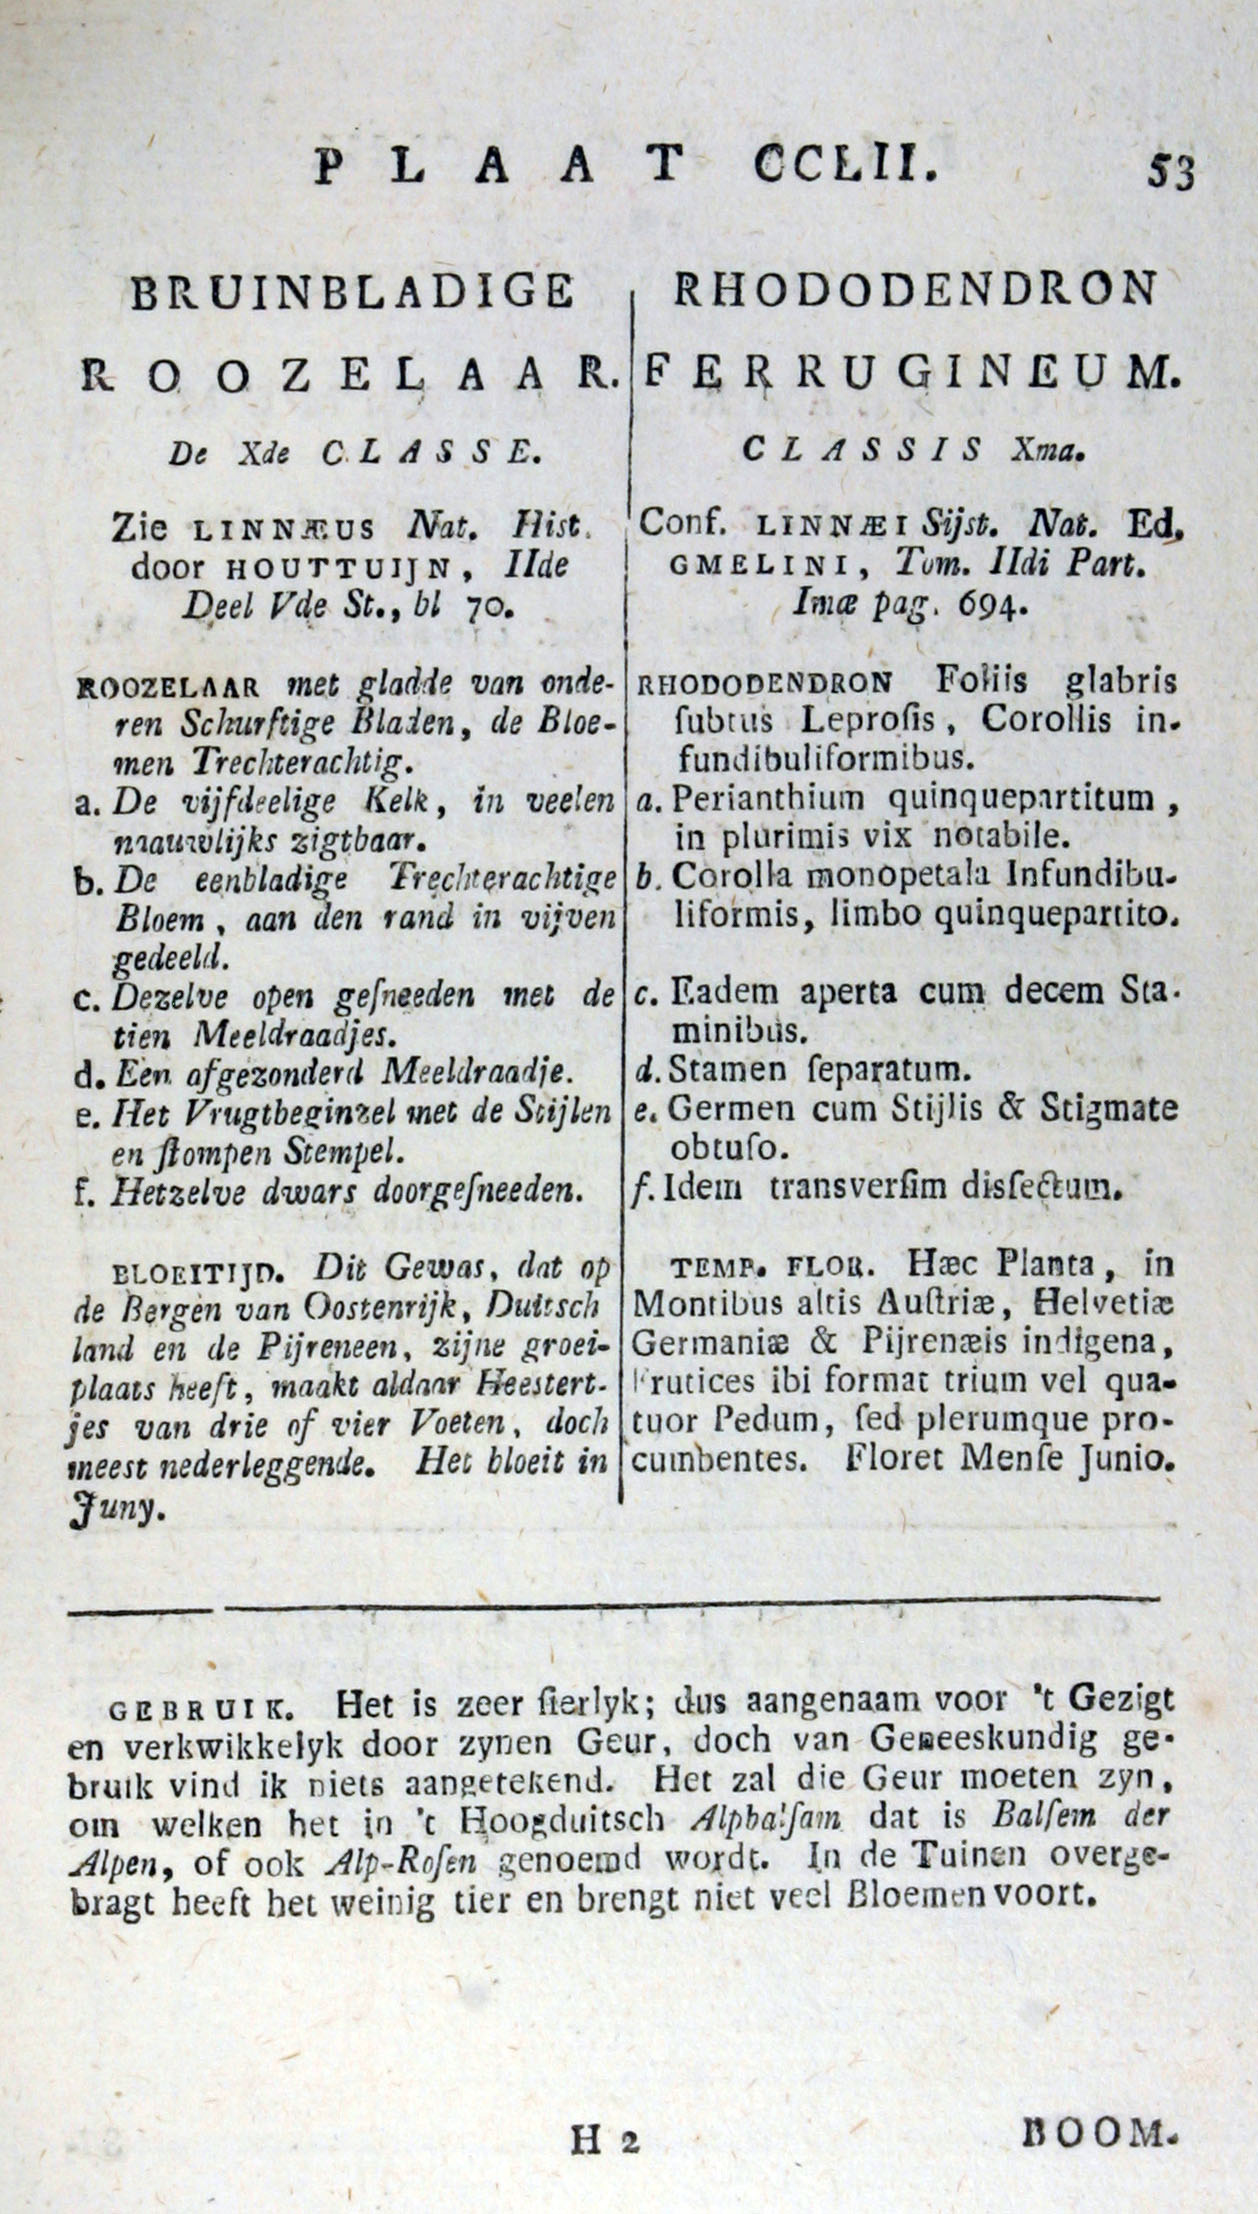 PLAAT CCLII. 53
BRUINBLADIGE
ROOZELAAR.
De Xde CLASSE.
Zie LINNÆUS Nat. Hist.
door HOUTTUIJN, IIde
Deel Vde St., bl 70.
ROOZELAAR met gladde van onde-
ren Schurftige Bladen, de Bloe-
men Trechterachtig.
a. De vijfdeelige Kelk, in veelen
naauwlijks zigtbaar.
b. De eenbladige Trechterachtige
Bloem, aan den rand in vijven
gedeeld.
c. Dezelve open geſneeden met de
tien Meeldraadjes.
d. Een afgezonderd Meeldraadje.
e. Het Vrugtbeginzel met de Stijlen
en ſtompen Stempel.
f. Hetzelve dwars doorgeſneeden.
BLOEITIJD. Dit Gewas, dat op
de Bergen van Oostenrijk, Duitsch
land en de Pijreneen, zijne groei-
plaats heeft, maakt aldaar Heestert-
jes van drie of vier Voeten, doch
meest nederleggende. Het bloeit in
Juny.
RHODODENDRON
FERRUGINEUM.
CLASSIS Xma.
Conf. LINNÆI Sijst. Nat. Ed,
GMELINI, Tom. IIdi Part.
Imæ pag. 694.
RHODODENDRON Foliis glabris
ſubtus Leproſis, Corollis in-
fundibuliformibus.
a. Perianthium quinquepartitum,
in plurimis vix notabile.
b. Corolla monopetala Infundibu-
liformis, limbo quinquepartito.
c. Eadem aperta cum decem Sta-
minibus.
d. Stamen ſeparatum.
e. Germen cum Stijlis & Stigmate
obtuſo.
f. Idem transverſim disſectum.
TEMP. FLOR. Hæc Planta, in
Montibus altis Auſtriæ, Helvetiæ
Germaniæ & Pijrenæis indigena,
Frutices ibi format trium vel qua-
tuor Pedum, ſed plerumque pro-
cumbentes. Floret Menſe Junio.
GEBRUIK. Het is zeer ſierlyk; dus aangenaam voor 't Gezigt
en verkwikkelyk door zynen Geur, doch van Geneeskundig ge-
bruik vind ik niets aangetekend. Het zal die Geur moeten zyn,
om welken het in 't Hoogduitsch Alpbalſam dat is Balſem der
Alpen, of ook Alp-Roſen genoemd wordt. In de Tuinen overge-
bragt heeft het weinig tier en brengt niet veel Bloemen voort.
H 2 BOOM.